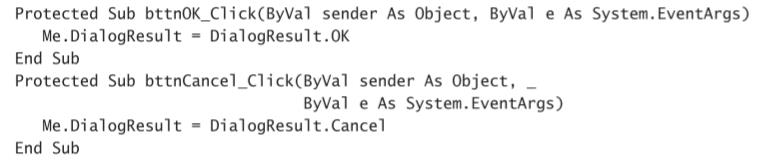 Protected Sub bttnOK_Click(ByVal sender As Object, ByVal e As System.EventArgs)
   Me.DialogResult = DialogResult.OK
End Sub
Protected Sub bttnCancel_Click(ByVal sender As Object, _
                               ByVal e As System.EventArgs)
   Me.DialogResult = DialogResult.Cancel
End Sub